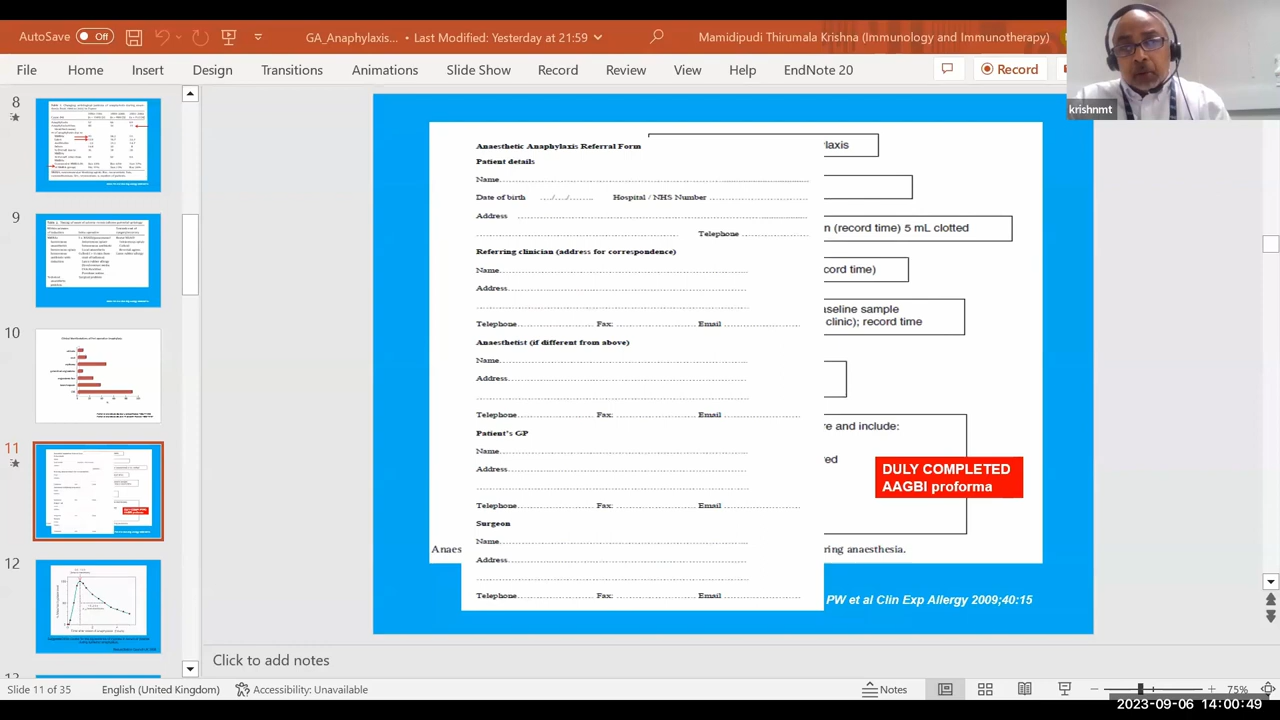 AutoSave Off GA_Anaphylaxis... • Last Modified: Yesterday at 21:59 Mamidipudi Thirumala Krishna (Immunology and Immunotherapy)
File Home Insert Design Transitions Animations Slide Show Record Review View Help EndNote 20 Record
krishnmt
8
9
10
11
12
Anaesthetic Anaphylaxis Referral Form
Patient details
Name
Date of birth Hospital / NHS Number
Address
Telephone
Referring clinician (address for correspondence)
Name
Address
Telephone Fax: Email
Anaesthetist (if different from above)
Name
Address
Telephone Fax: Email
Patient's GP
Name
Address
Telephone Fax: Email
Surgeon
Name
Address
Telephone Fax: Email
laxis
(record time) 5 mL clotted
cord time)
aseline sample
clinic); record time
re and include:
ed
DULY COMPLETED
AAGBI proforma
Anaes
ring anaesthesia.
PW et al Clin Exp Allergy 2009;40:15
Click to add notes
Slide 11 of 35 English (United Kingdom) Accessibility: Unavailable Notes 75%
2023-09-06 14:00:49